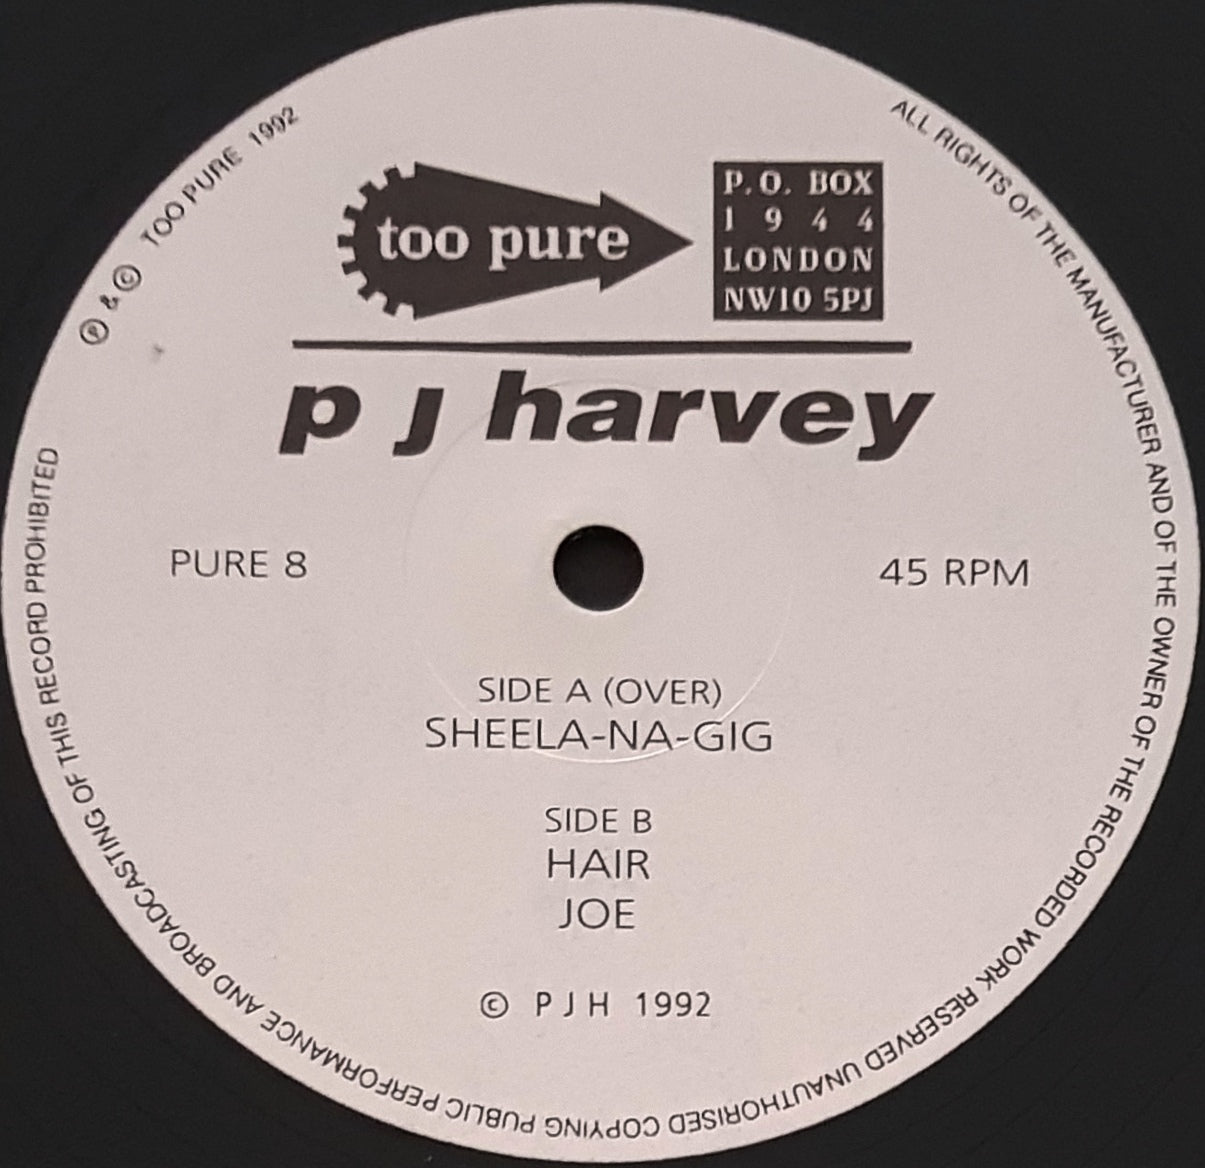 ℗ & © TOO PURE 1992
too pure
P.O. BOX
1 9 4 4
LONDON
NW10 5PJ
p j harvey
PURE 8
45 RPM
SIDE A (OVER)
SHEELA-NA-GIG
SIDE B
HAIR
JOE
© P J H 1992
ALL RIGHTS OF THE MANUFACTURER AND OF THE OWNER OF THE RECORDED WORK RESERVED UNAUTHORISED COPYING PUBLIC PERFORMANCE AND BROADCASTING OF THIS RECORD PROHIBITED